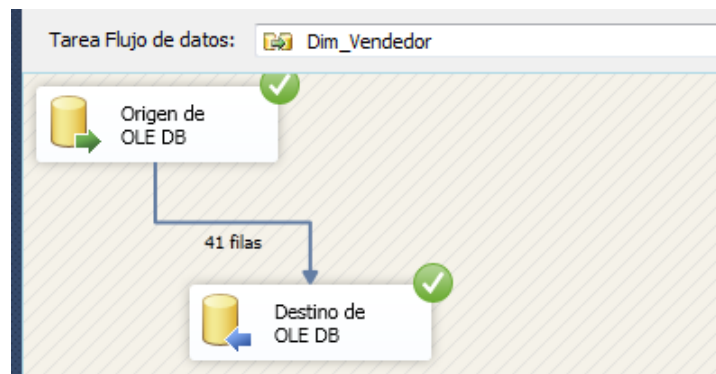 Tarea Flujo de datos: Dim_Vendedor
Origen de
OLE DB
41 filas
Destino de
OLE DB